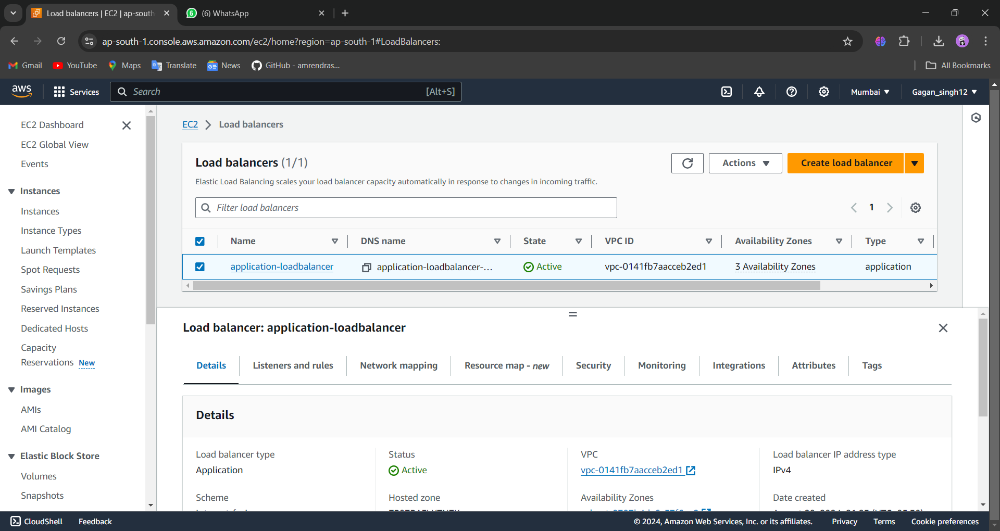 Load balancers | EC2 | ap-south
(6) WhatsApp
ap-south-1.console.aws.amazon.com/ec2/home?region=ap-south-1#LoadBalancers:
Gmail YouTube Maps Translate News GitHub - amrendras... All Bookmarks
aws Services Search [Alt+S] Mumbai Gagan_singh12
EC2 Dashboard
EC2 Global View
Events
Instances
Instances
Instance Types
Launch Templates
Spot Requests
Savings Plans
Reserved Instances
Dedicated Hosts
Capacity
Reservations New
Images
AMIs
AMI Catalog
Elastic Block Store
Volumes
Snapshots
EC2 Load balancers
Load balancers (1/1)
Actions Create load balancer
Elastic Load Balancing scales your load balancer capacity automatically in response to changes in incoming traffic.
Filter load balancers
1
Name DNS name State VPC ID Availability Zones Type
application-loadbalancer application-loadbalancer-... Active vpc-0141fb7aacceb2ed1 3 Availability Zones application
Load balancer: application-loadbalancer
Details Listeners and rules Network mapping Resource map - new Security Monitoring Integrations Attributes Tags
Details
Load balancer type Status VPC Load balancer IP address type
Application Active vpc-0141fb7aacceb2ed1 IPv4
Scheme Hosted zone Availability Zones Date created
CloudShell Feedback © 2024, Amazon Web Services, Inc. or its affiliates. Privacy Terms Cookie preferences